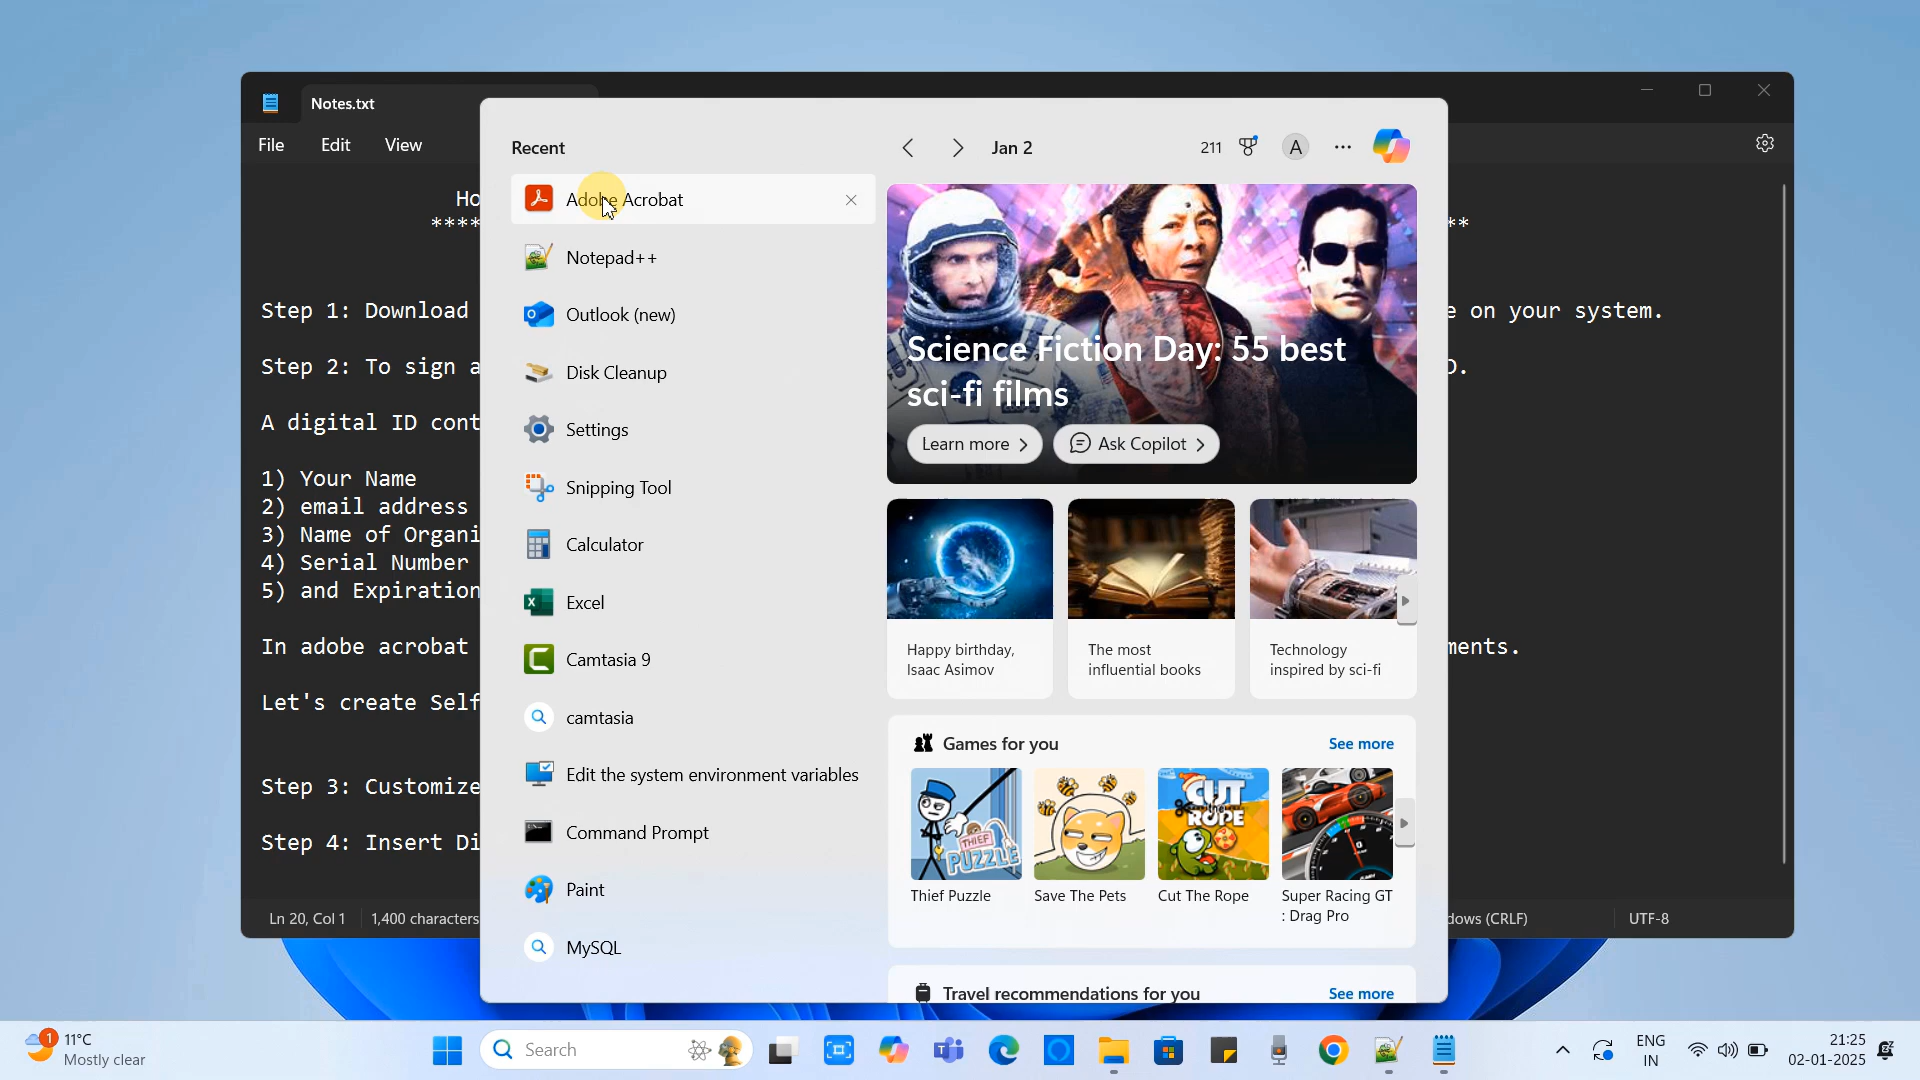 Notes.txt
File
Edit
View
Ho
****
**
Step 1: Download
e on your system.
Step 2: To sign a
A digital ID cont
1) Your Name
2) email address
3) Name of Organi
4) Serial Number
5) and Expiration
In adobe acrobat
ments.
Let's create Self
Step 3: Customize
Step 4: Insert Di
Ln 20, Col 1
1,400 characters
dows (CRLF)
UTF-8
Recent
Adobe Acrobat
Notepad++
Outlook (new)
Disk Cleanup
Settings
Snipping Tool
Calculator
Excel
Camtasia 9
camtasia
Edit the system environment variables
Command Prompt
Paint
MySQL
Jan 2
211
A
Science Fiction Day: 55 best
sci-fi films
Learn more
Ask Copilot
Happy birthday,
Isaac Asimov
The most
influential books
Technology
inspired by sci-fi
Games for you
See more
THIEF
PUZZLE
CUT
THE
ROPE
Thief Puzzle
Save The Pets
Cut The Rope
Super Racing GT
: Drag Pro
Travel recommendations for you
See more
1
11°C
Mostly clear
Search
ENG
IN
21:25
02-01-2025